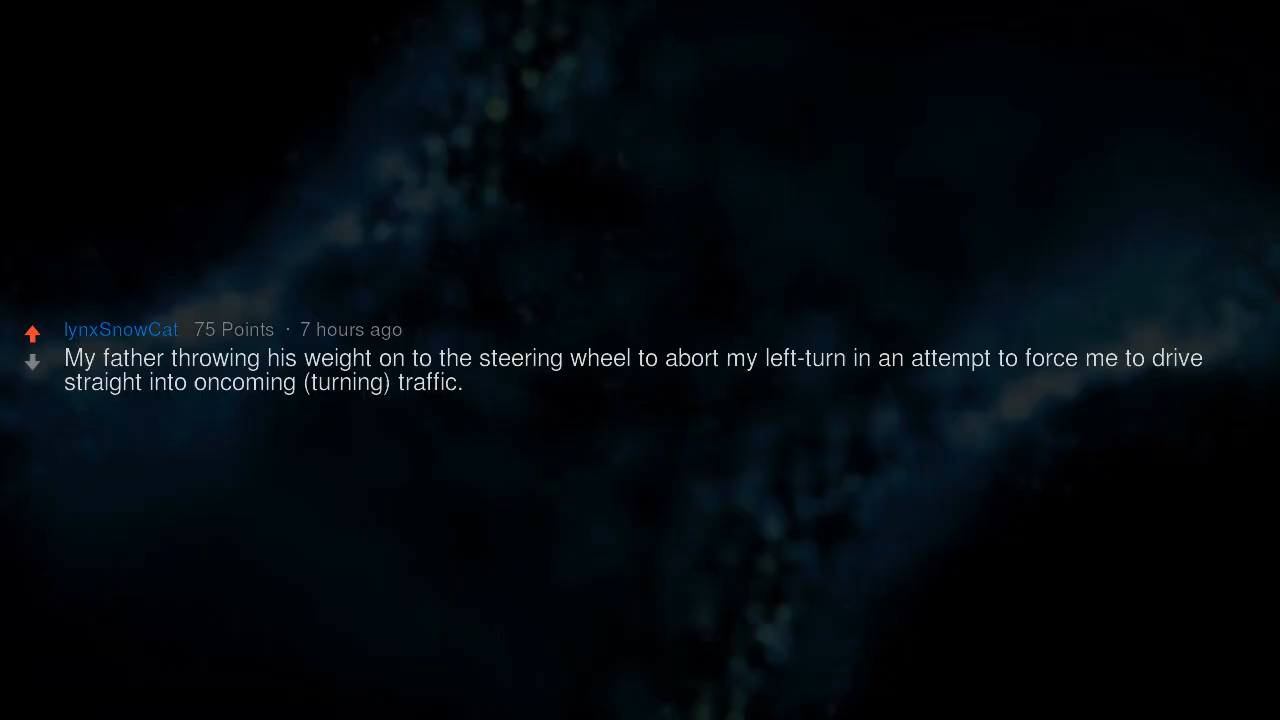 lynxSnowCat 75 Points · 7 hours ago
My father throwing his weight on to the steering wheel to abort my left-turn in an attempt to force me to drive
straight into oncoming (turning) traffic.